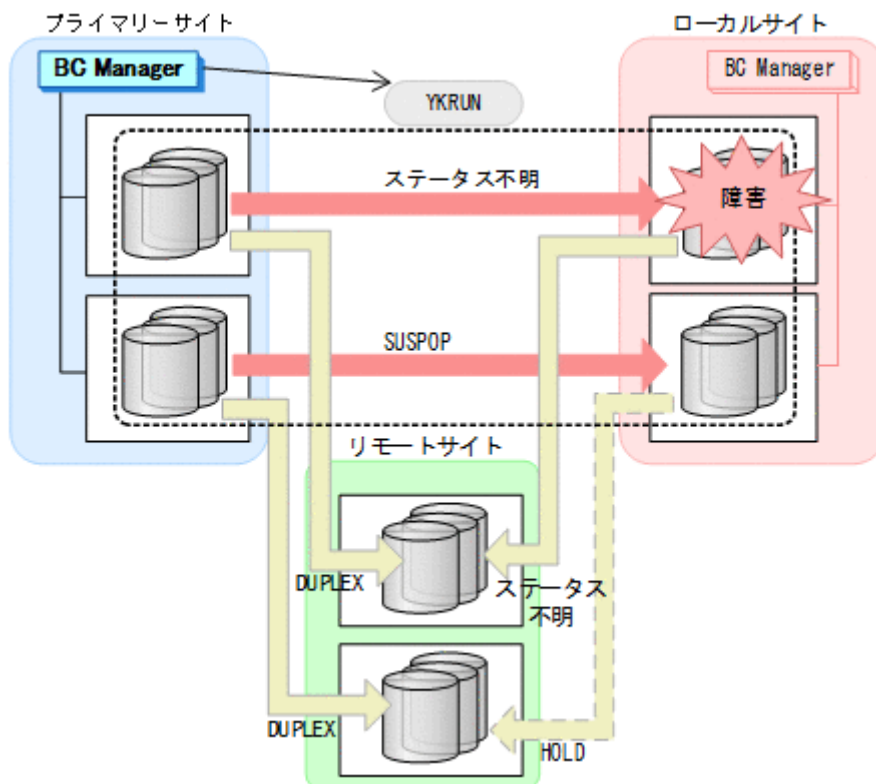 プライマリーサイト
ローカルサイト
BC Manager
BC Manager
YKRUN
ステータス不明
障害
SUSPOP
リモートサイト
DUPLEX
ステータス
不明
DUPLEX
HOLD